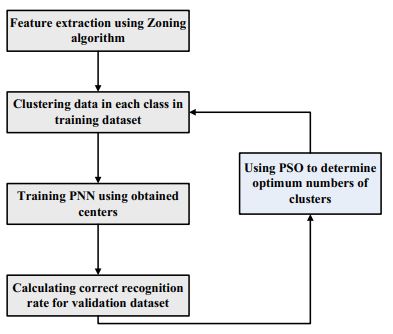 Feature extraction using Zoning
algorithm
Clustering data in each class in
training dataset
Using PSO to determine
optimum numbers of
clusters
Training PNN using obtained
centers
Calculating correct recognition
rate for validation dataset